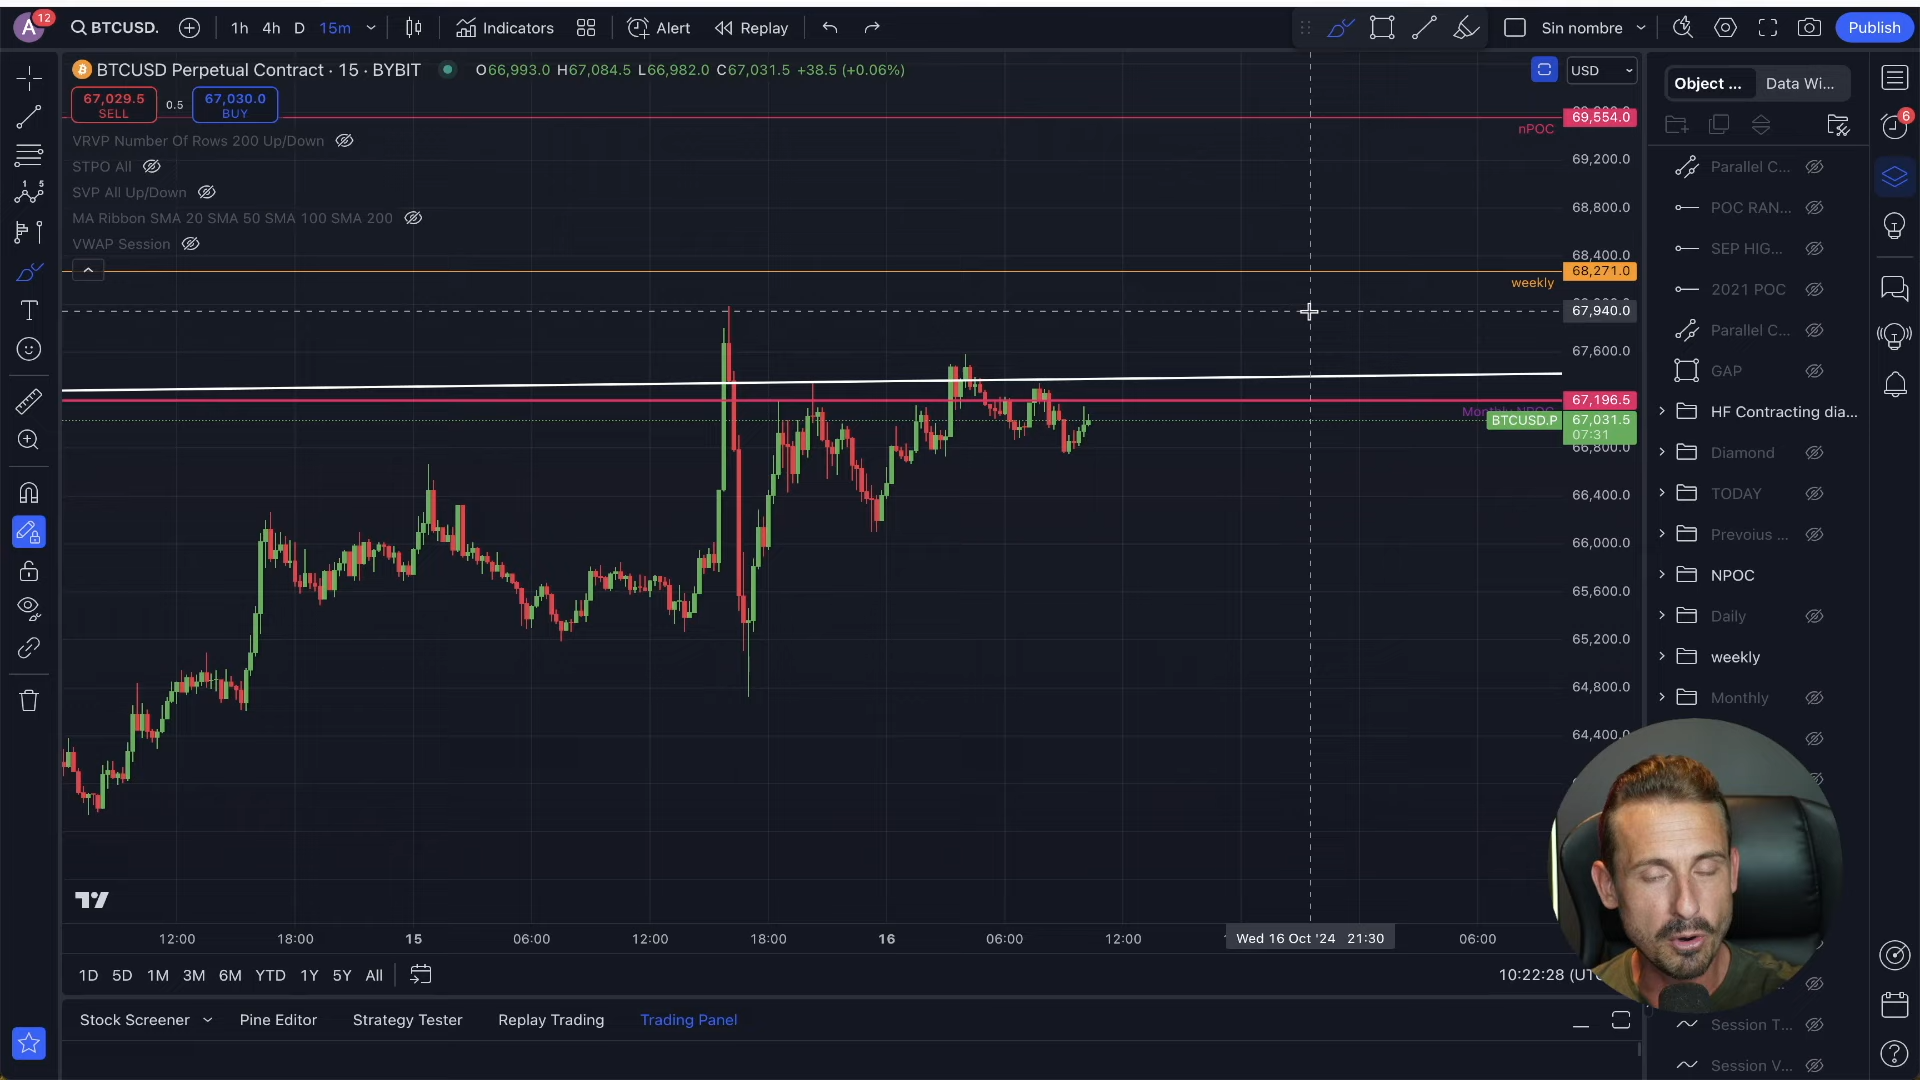 A 12 BTCUSD. 1h 4h D 15m Indicators Alert Replay Sin nombre Publish
BTCUSD Perpetual Contract · 15 · BYBIT O66,993.0 H67,084.5 L66,982.0 C67,031.5 +38.5 (+0.06%) USD
Object ... Data Wi...
67,029.5 SELL 0.5 67,030.0 BUY
VRVP Number Of Rows 200 Up/Down
STPO All
SVP All Up/Down
MA Ribbon SMA 20 SMA 50 SMA 100 SMA 200
VWAP Session
69,554.0
nPOC
69,200.0
68,800.0
68,400.0
68,271.0
weekly
67,940.0
67,600.0
67,196.5
Monthly NPOC
BTCUSD.P 67,031.5
07:31
66,800.0
66,400.0
66,000.0
65,600.0
65,200.0
64,800.0
64,400.0
12:00 18:00 15 06:00 12:00 18:00 16 06:00 12:00 Wed 16 Oct '24 21:30 06:00
1D 5D 1M 3M 6M YTD 1Y 5Y All 10:22:28 (UTC
Stock Screener Pine Editor Strategy Tester Replay Trading Trading Panel
Parallel C...
POC RAN...
SEP HIG...
2021 POC
Parallel C...
GAP
HF Contracting dia...
Diamond
TODAY
Prevoius ...
NPOC
Daily
weekly
Monthly
Session T...
Session V...
6